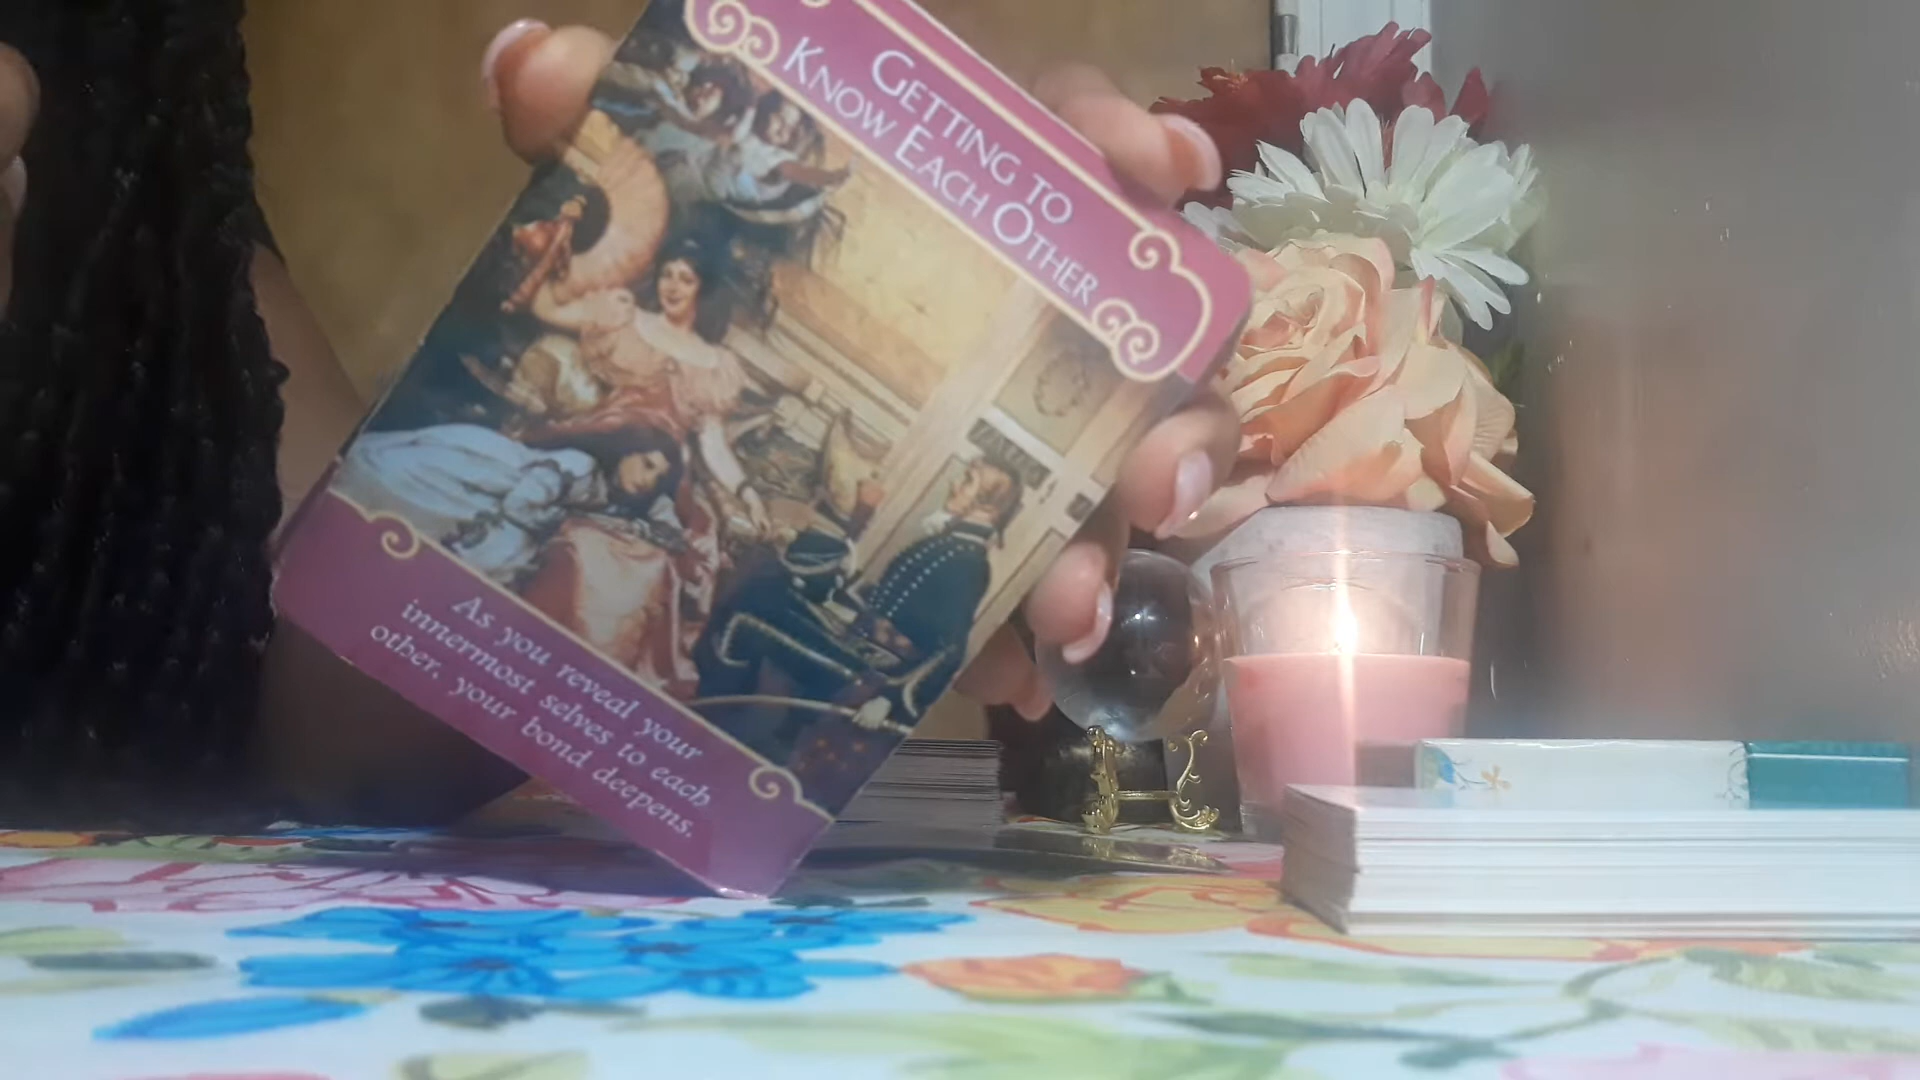 GETTING TO
KNOW EACH OTHER
As you reveal your
innermost selves to each
other, your bond deepens.